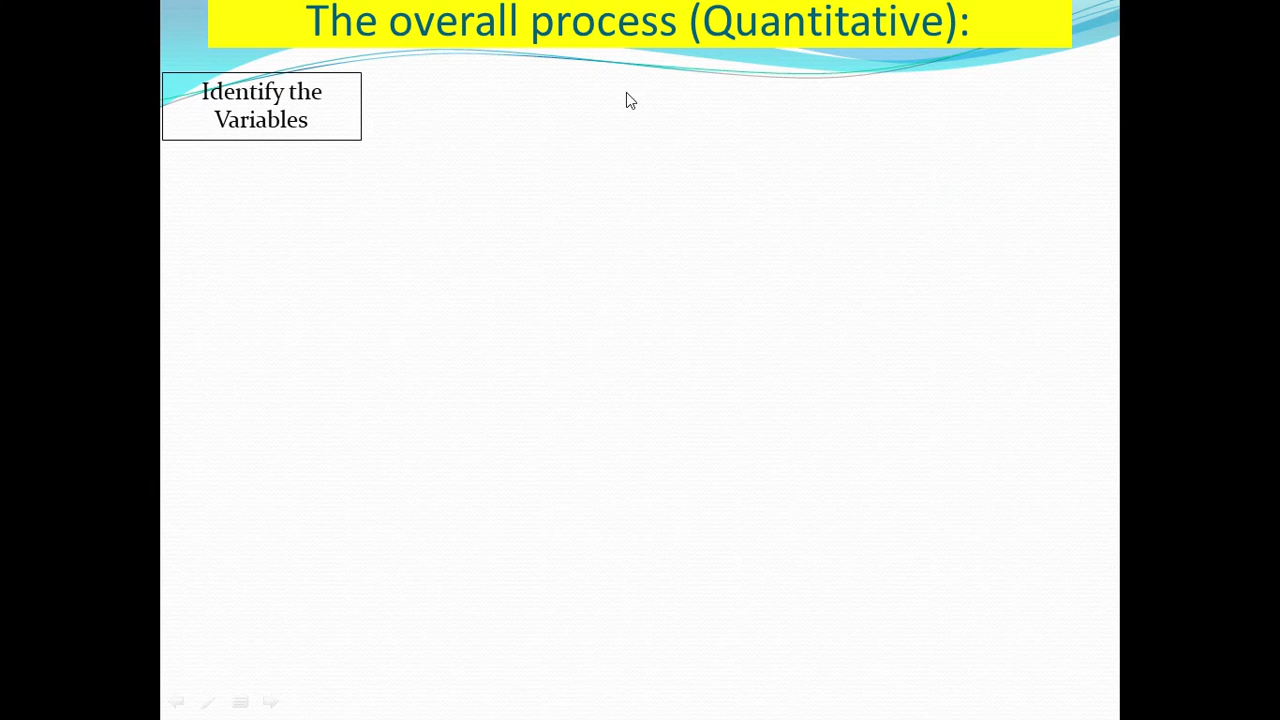 The overall process (Quantitative):
Identify the
Variables